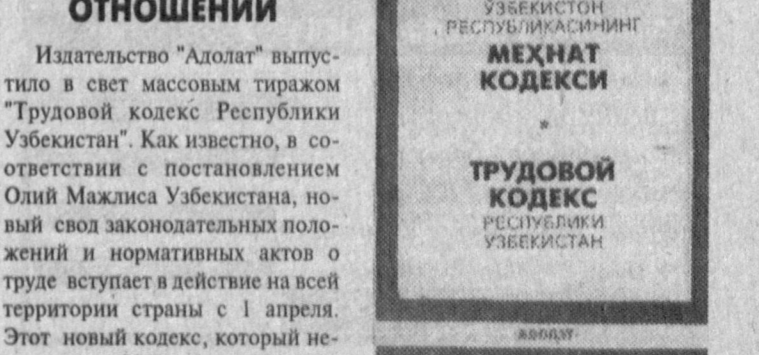 ОТНОШЕНИЙ
Издательство "Адолат" выпус-
тило в свет массовым тиражом
"Трудовой кодекс Республики
Узбекистан". Как известно, в со-
ответствии с постановлением
Олий Мажлиса Узбекистана, но-
вый свод законодательных поло-
жений и нормативных актов о
труде вступает в действие на всей
территории страны с 1 апреля.
Этот новый кодекс, который не-
ЎЗБЕКИСТОН
РЕСПУБЛИКАСИНИНГ
МЕҲНАТ
КОДЕКСИ
*
ТРУДОВОЙ
КОДЕКС
РЕСПУБЛИКИ
УЗБЕКИСТАН
АДОЛАТ